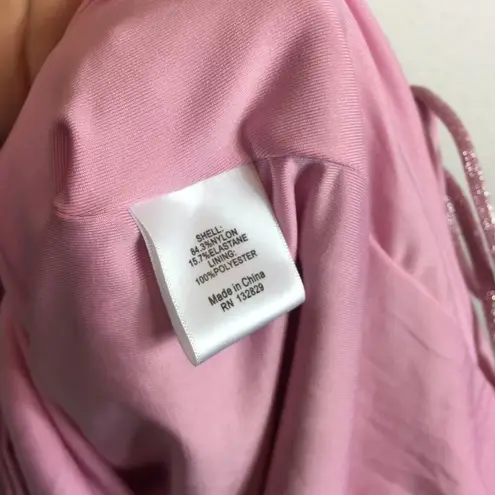 SHELL:
84.3%NYLON
15.7%ELASTANE
LINING:
100%POLYESTER
Made in China
RN 132829